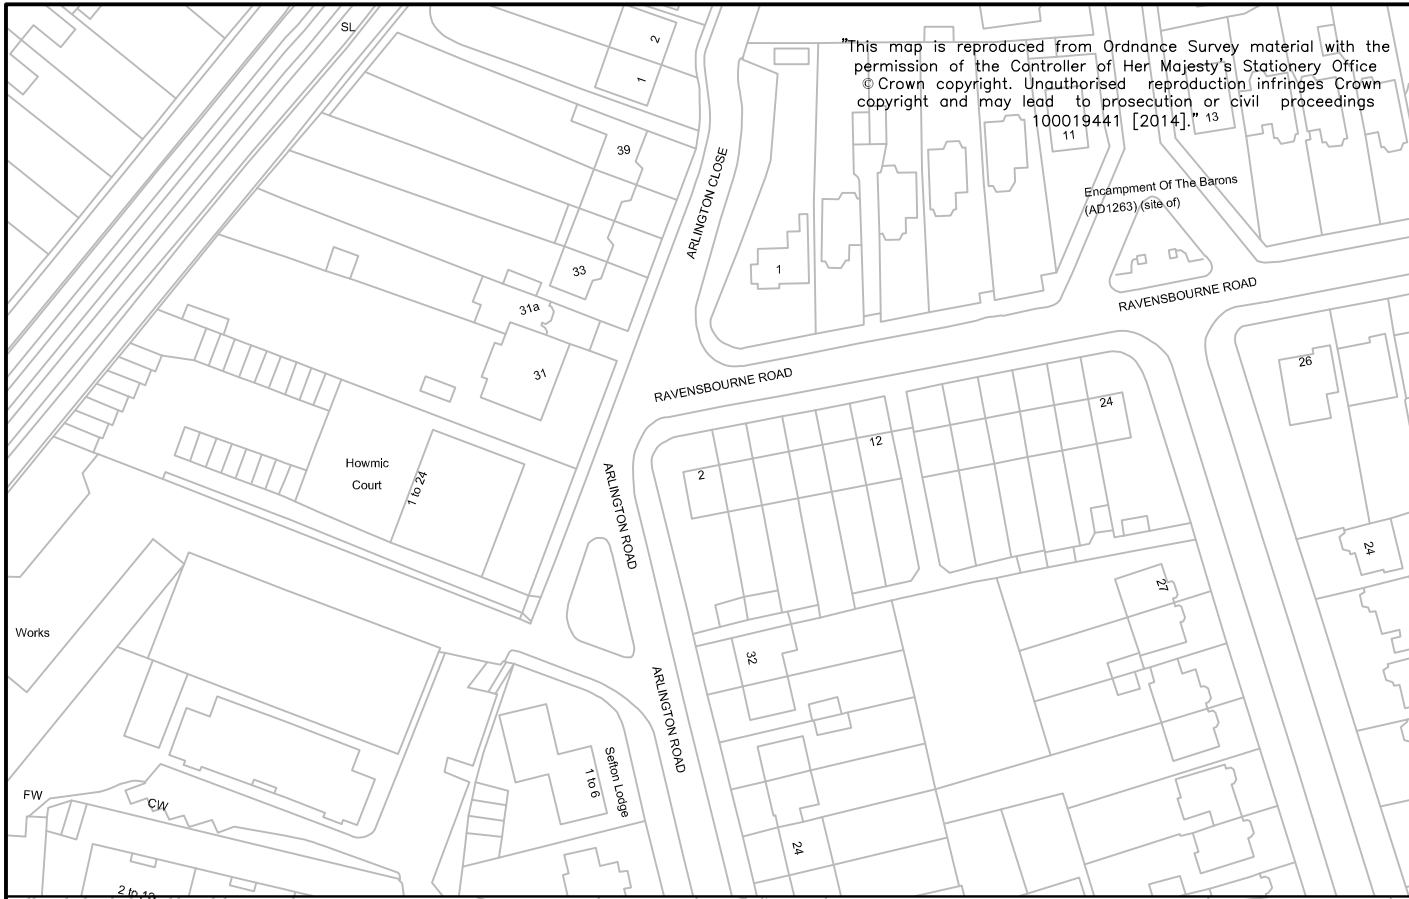 SL
2
1
"This map is reproduced from Ordnance Survey material with the
permission of the Controller of Her Majesty's Stationery Office
© Crown copyright. Unauthorised reproduction infringes Crown
copyright and may lead to prosecution or civil proceedings
100019441 [2014]."
13
11
39
ARLINGTON CLOSE
Encampment Of The Barons
(AD1263) (site of)
33
1
31a
RAVENSBOURNE ROAD
31
RAVENSBOURNE ROAD
26
24
12
2
Howmic
Court
1 to 24
ARLINGTON ROAD
24
27
Works
32
ARLINGTON ROAD
Sefton Lodge
1 to 6
FW
CW
24
2 to